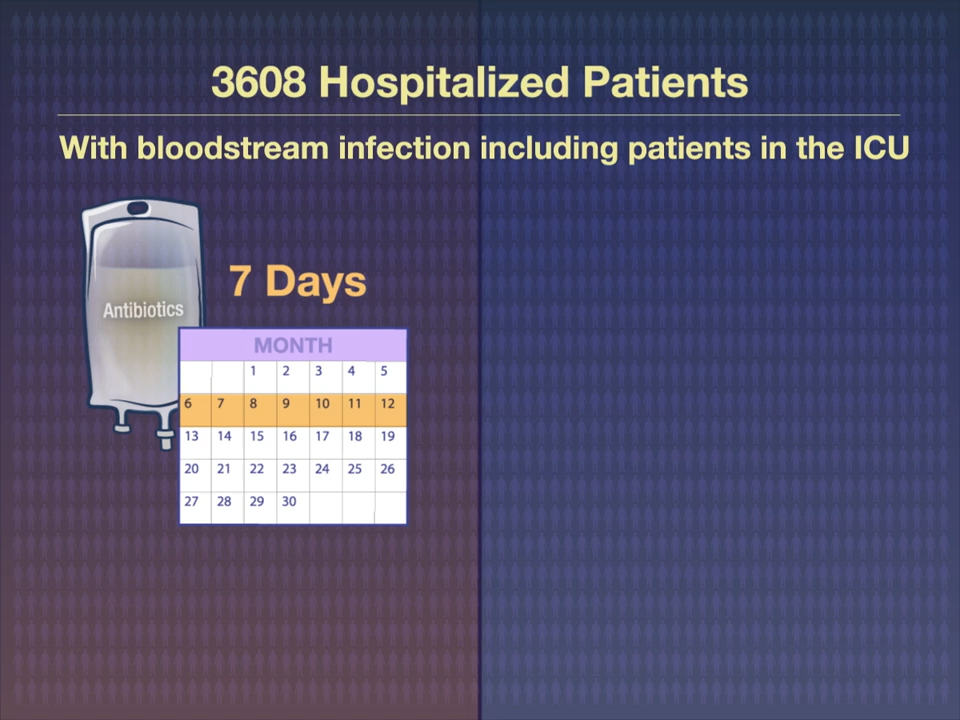 3608 Hospitalized Patients
With bloodstream infection including patients in the ICU
7 Days
Antibiotics
MONTH
1 2 3 4 5
6 7 8 9 10 11 12
13 14 15 16 17 18 19
20 21 22 23 24 25 26
27 28 29 30